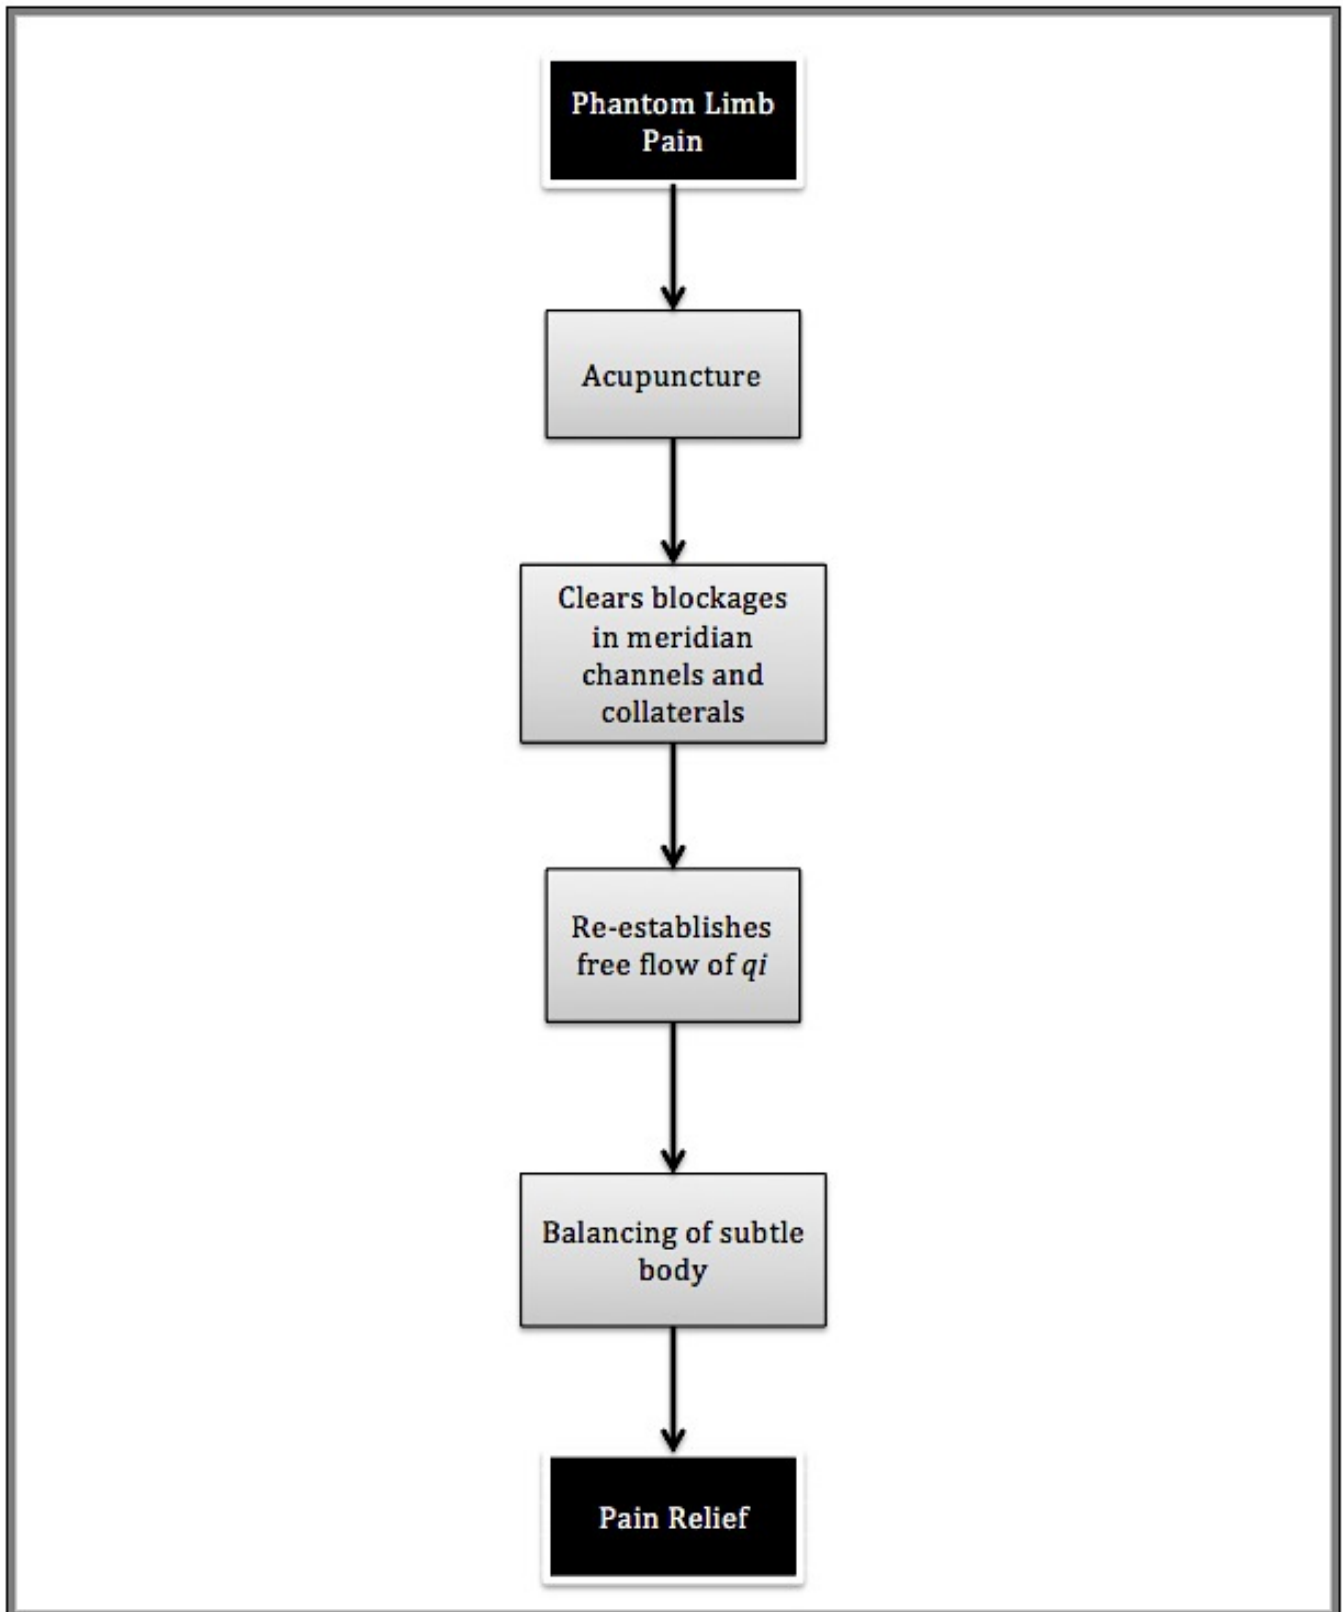 Phantom Limb
Pain
Acupuncture
Clears blockages
in meridian
channels and
collaterals
Re-establishes
free flow of qi
Balancing of subtle
body
Pain Relief